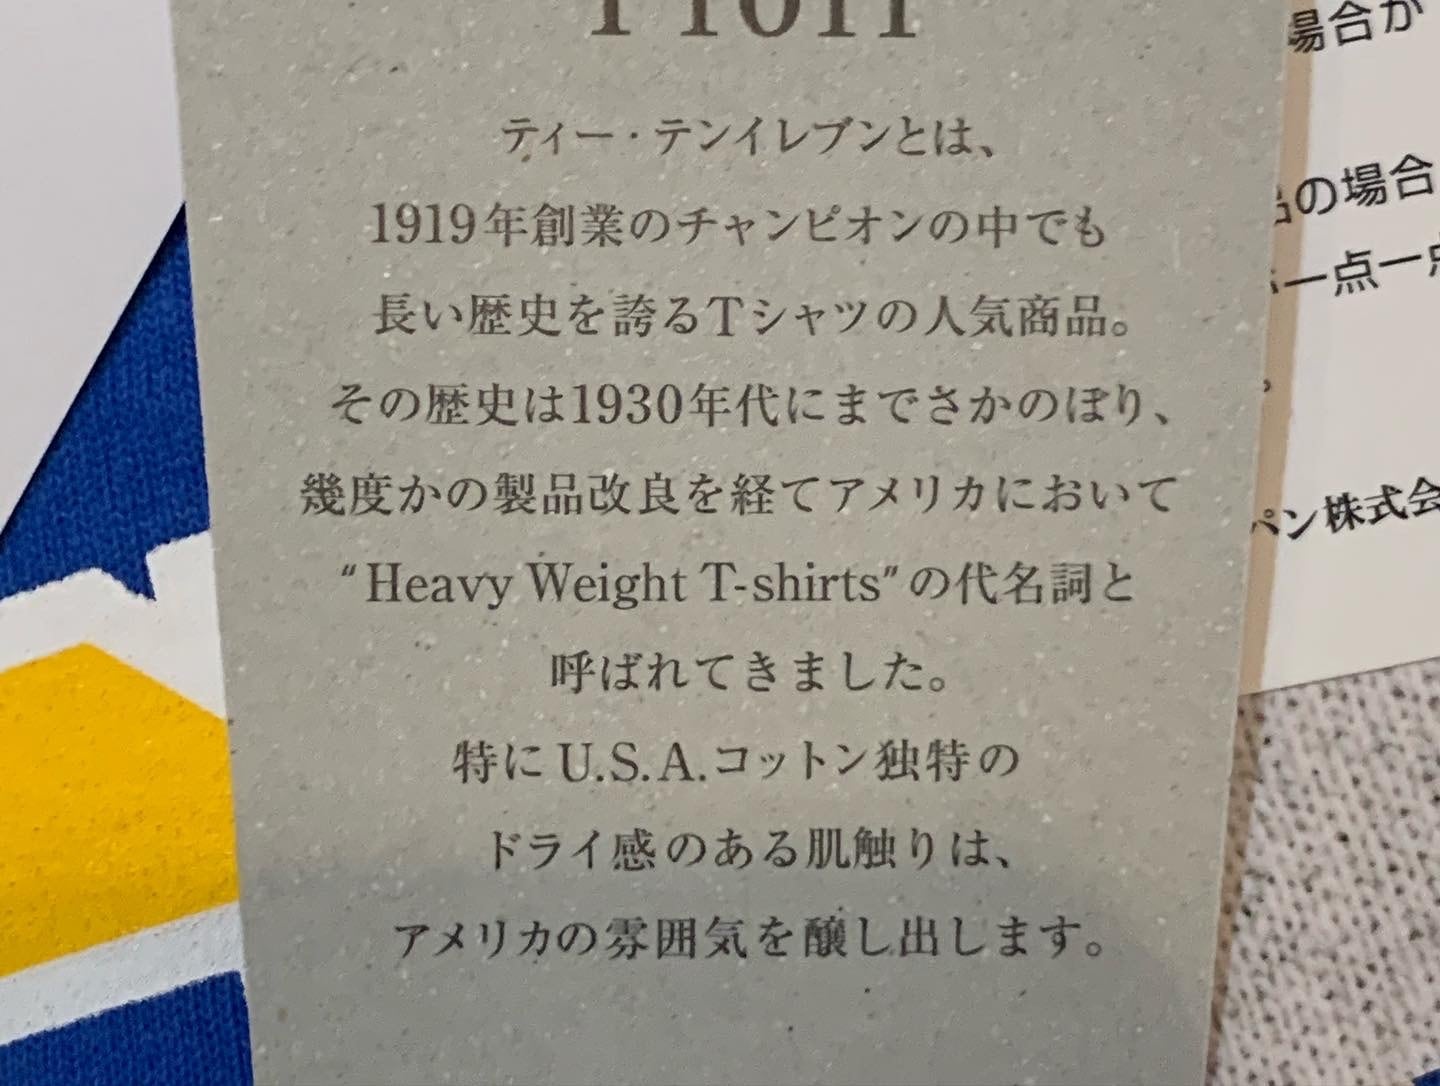 T1011
ティー・テンイレブンとは、
1919年創業のチャンピオンの中でも
長い歴史を誇るTシャツの人気商品。
その歴史は1930年代にまでさかのぼり、
幾度かの製品改良を経てアメリカにおいて
“Heavy Weight T-shirts”の代名詞と
呼ばれてきました。
特にU.S.A.コットン独特の
ドライ感のある肌触りは、
アメリカの雰囲気を醸し出します。
場合が
の場合
一点一点
パン株式会